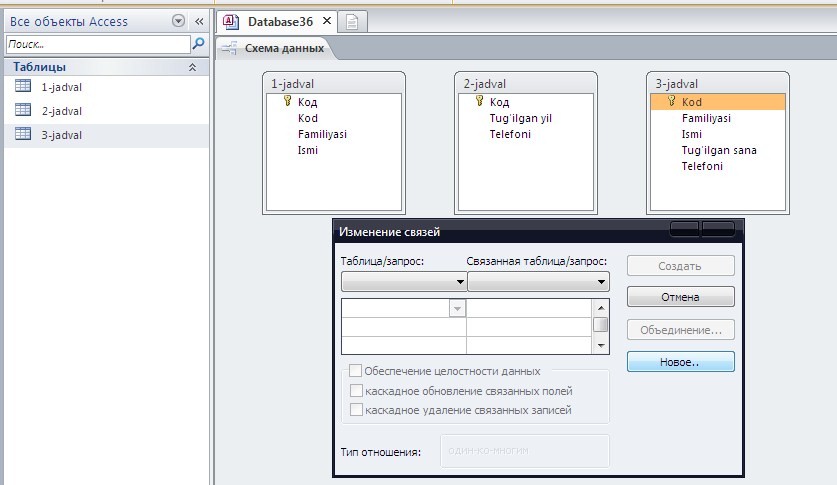 Все объекты Access
Database36
Поиск...
Схема данных
Таблицы
1-jadval
2-jadval
3-jadval
1-jadval
Код
Kod
Familiyasi
Ismi
2-jadval
Код
Tug'ilgan yil
Telefoni
3-jadval
Kod
Familiyasi
Ismi
Tug'ilgan sana
Telefoni
Изменение связей
Таблица/запрос:
Связанная таблица/запрос:
Создать
Отмена
Объединение...
Новое..
Обеспечение целостности данных
каскадное обновление связанных полей
каскадное удаление связанных записей
Тип отношения:
один-ко-многим